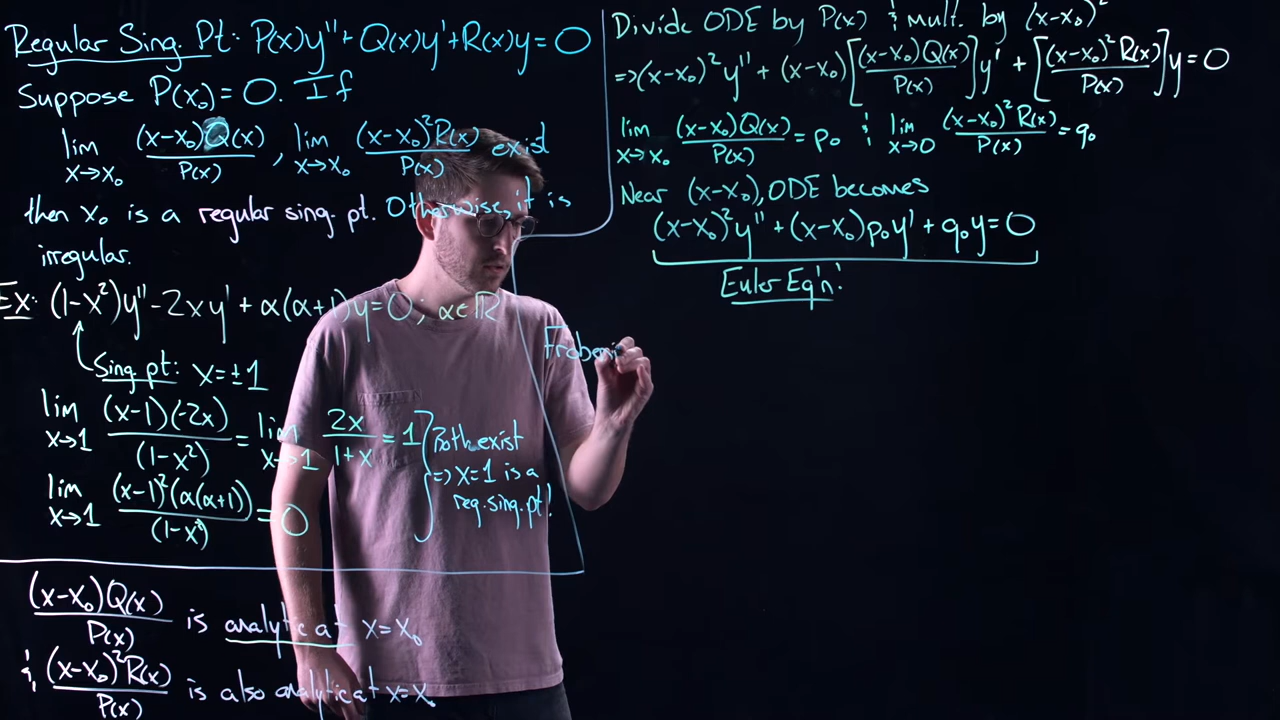 Regular Sing. Pt: P(x)y'' + Q(x)y' + R(x)y = 0
Suppose P(x₀) = 0. If
lim x→x₀ (x-x₀)Q(x)/P(x), lim x→x₀ (x-x₀)²R(x)/P(x) exist
then x₀ is a regular sing. pt. Otherwise, it is
irregular.
Ex: (1-x²)y'' - 2xy' + α(α+1)y = 0; α∈ℝ
Sing. pt: x = ±1
lim x→1 (x-1)(-2x)/(1-x²) = lim x→1 2x/(1+x) = 1
lim x→1 (x-1)²(α(α+1))/(1-x²) = 0
Both exist
=> x=1 is a
reg. sing. pt!
(x-x₀)Q(x)/P(x) is analytic at x=x₀
& (x-x₀)²R(x)/P(x) is also analytic at x=x₀
Divide ODE by P(x) & mult. by (x-x₀)²
=> (x-x₀)²y'' + (x-x₀)[(x-x₀)Q(x)/P(x)]y' + [(x-x₀)²R(x)/P(x)]y = 0
lim x→x₀ (x-x₀)Q(x)/P(x) = p₀ & lim x→0 (x-x₀)²R(x)/P(x) = q₀
Near (x-x₀), ODE becomes
(x-x₀)²y'' + (x-x₀)p₀y' + q₀y = 0
Euler Eq'n!
Frobeni